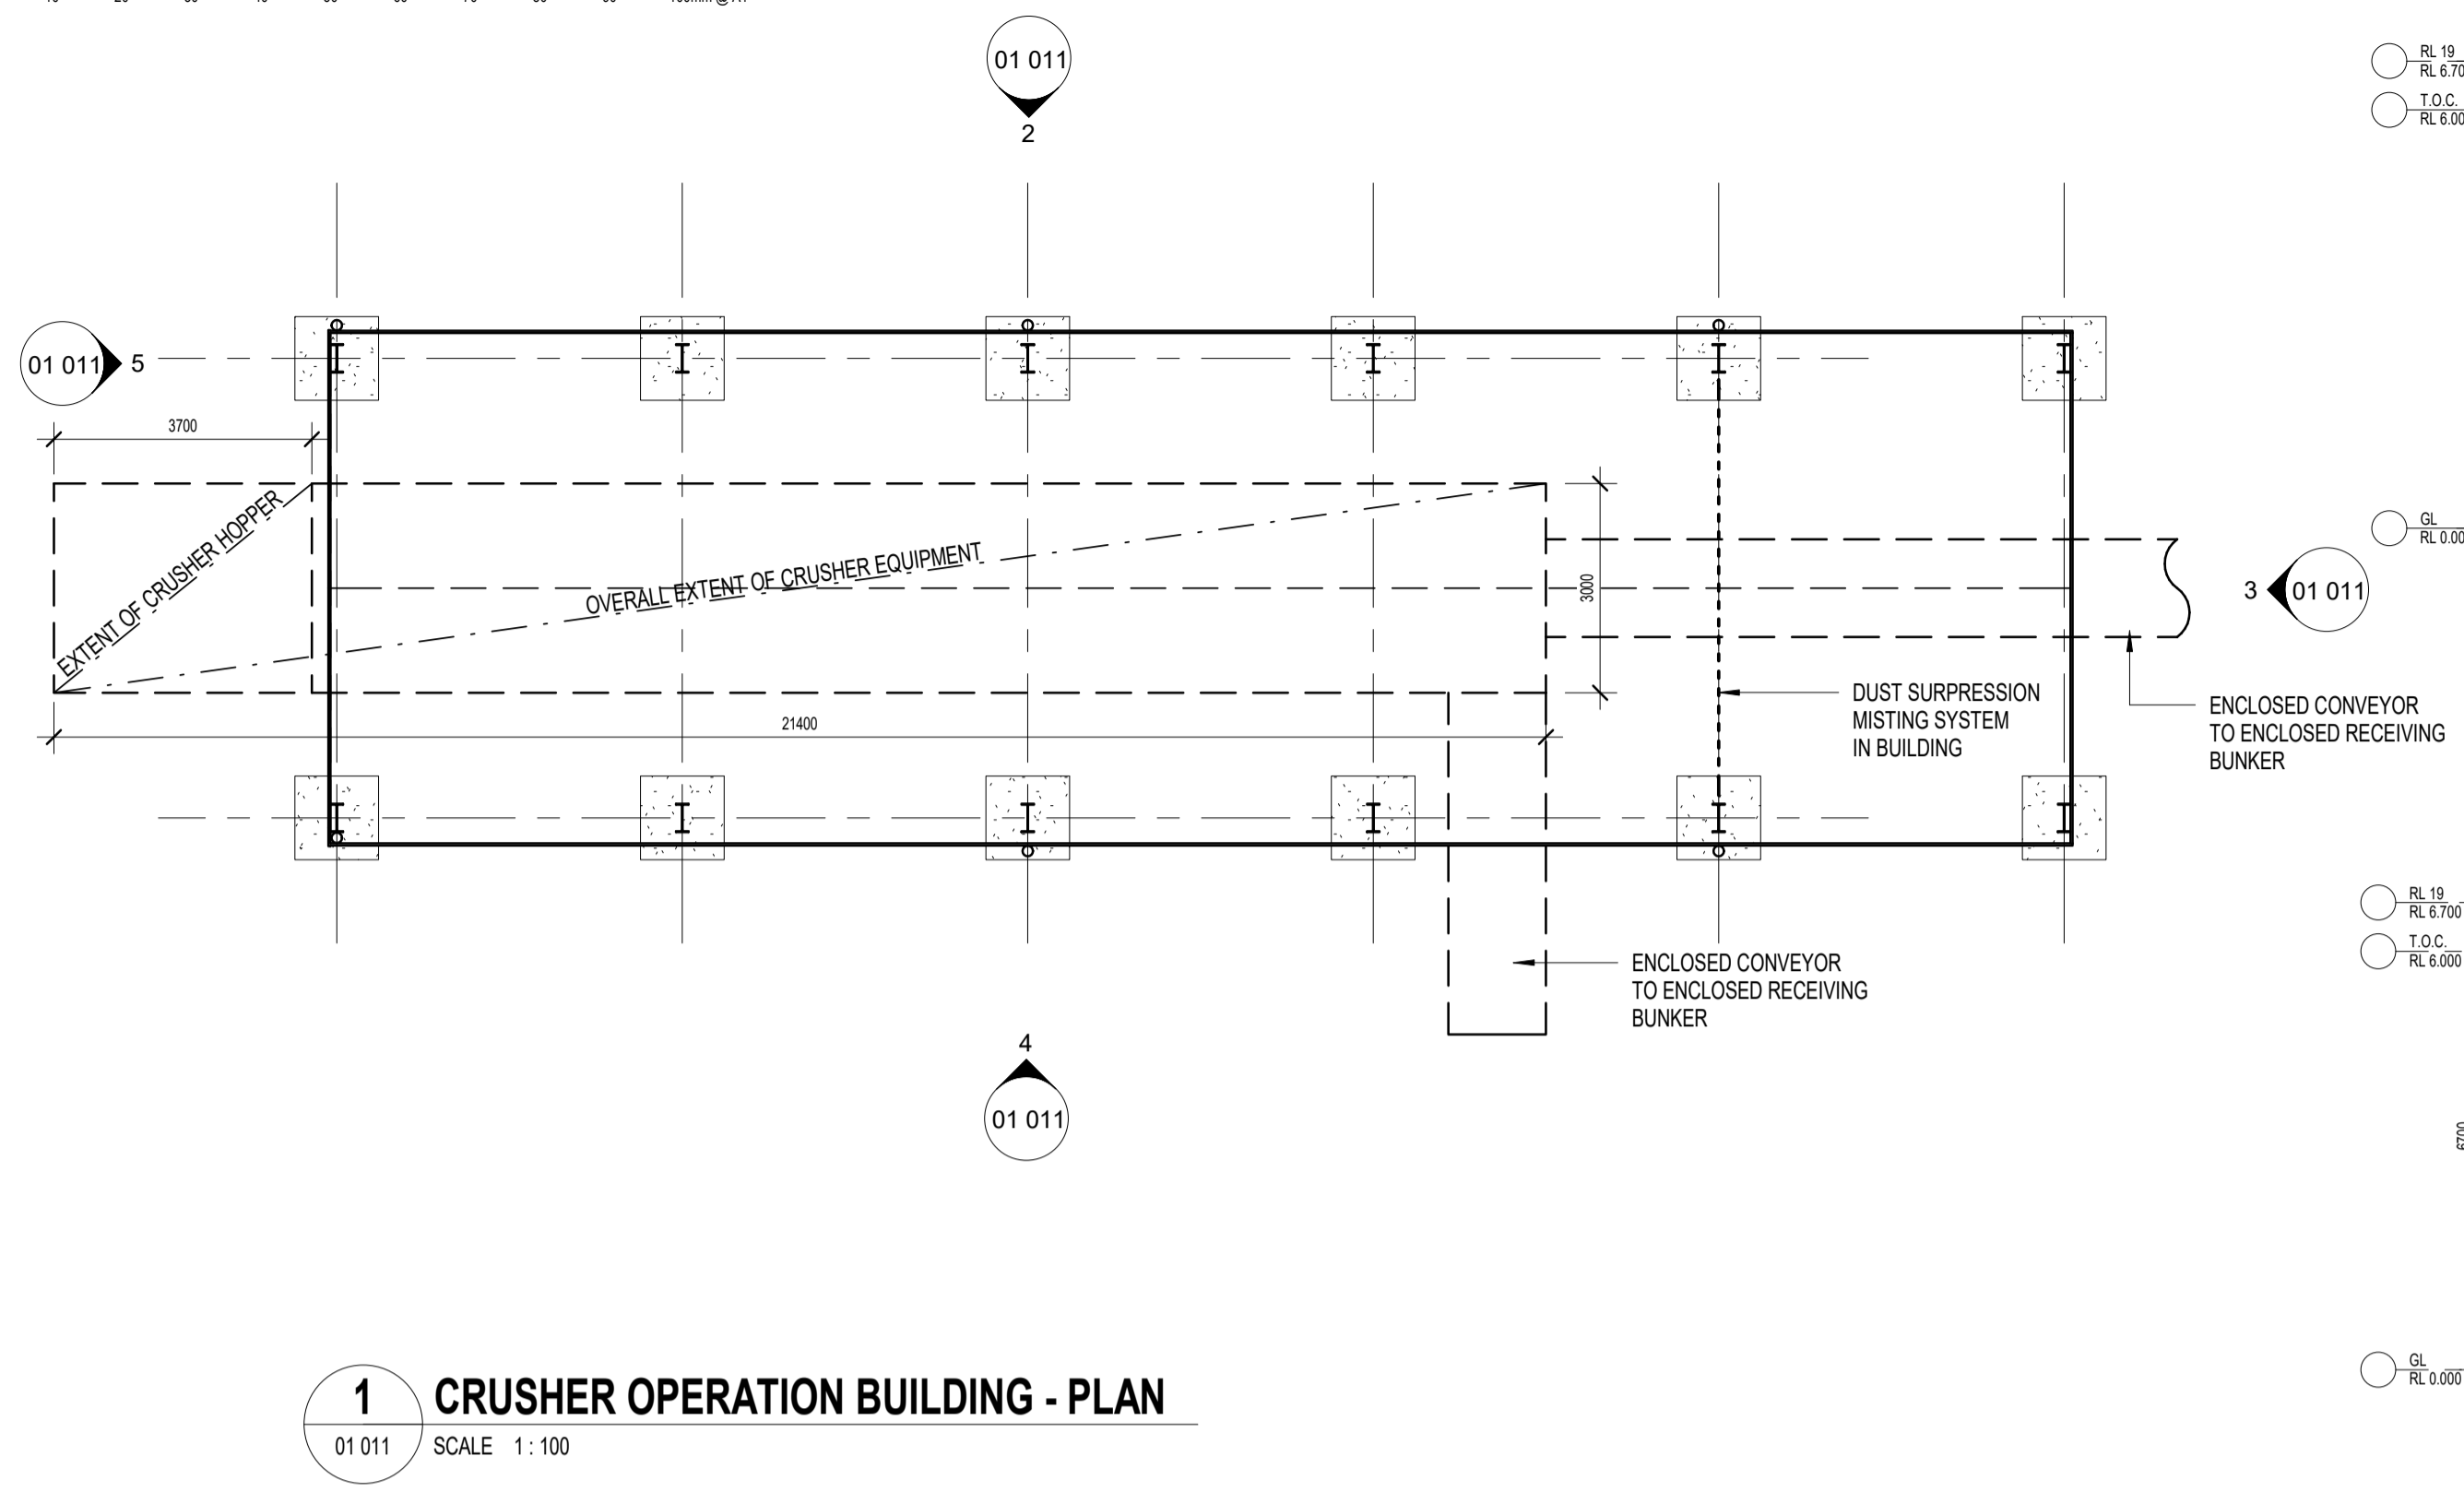 01 011
2
RL 19
RL 6.70
T.O.C.
RL 6.00
01 011
5
3700
EXTENT OF CRUSHER HOPPER
OVERALL EXTENT OF CRUSHER EQUIPMENT
3000
GL
RL 0.00
3
01 011
21400
DUST SURPRESSION
MISTING SYSTEM
IN BUILDING
ENCLOSED CONVEYOR
TO ENCLOSED RECEIVING
BUNKER
RL 19
RL 6.700
T.O.C.
RL 6.000
ENCLOSED CONVEYOR
TO ENCLOSED RECEIVING
BUNKER
4
01 011
6700
1
CRUSHER OPERATION BUILDING - PLAN
01 011
SCALE 1 : 100
GL
RL 0.000